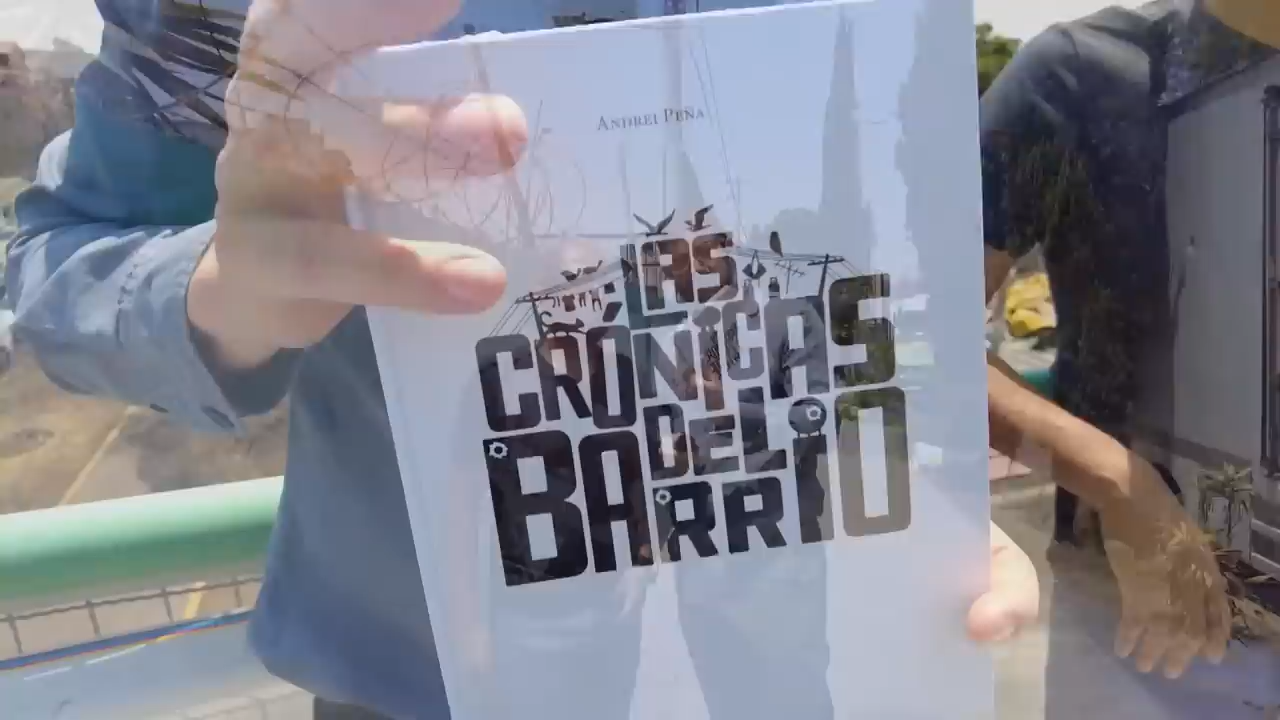 ANDREI PEÑA
LAS
CRÓNICAS
DEL
BARRIO